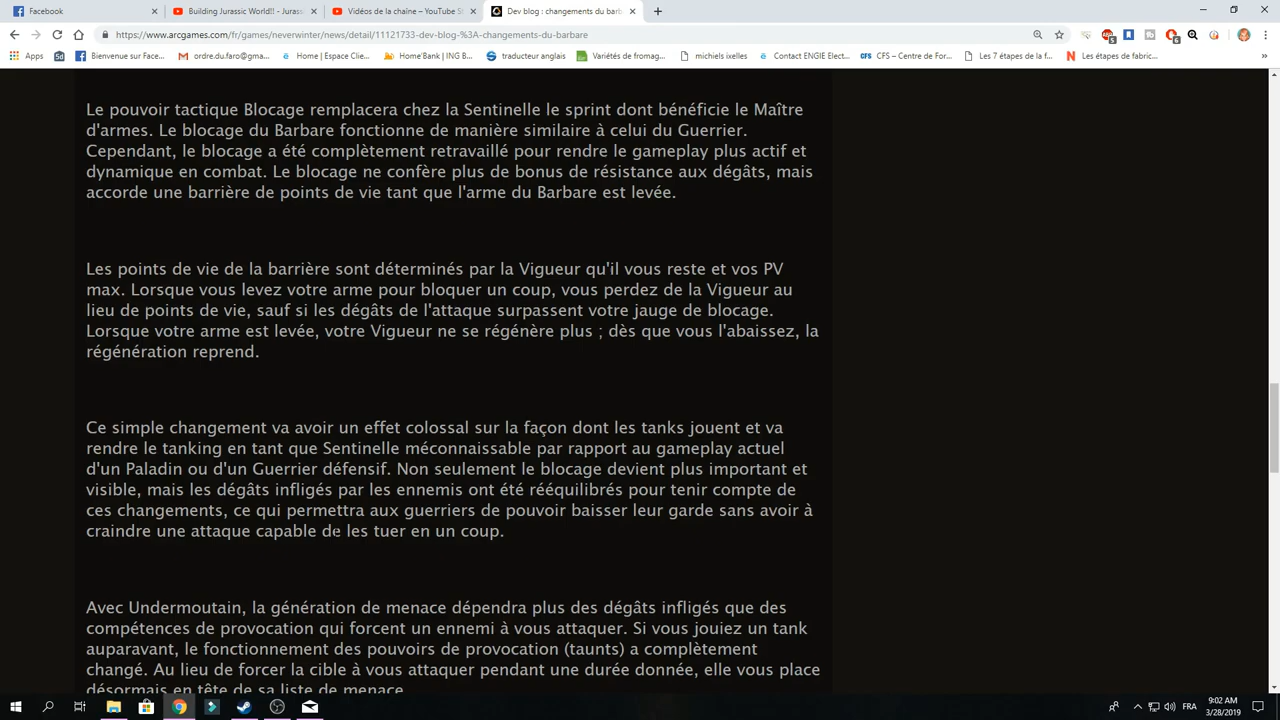 Facebook
Building Jurassic World!! - Juras
Vidéos de la chaîne – YouTube S
Dev blog : changements du barb
https://www.arcgames.com/fr/games/neverwinter/news/detail/11121733-dev-blog-%3A-changements-du-barbare
Apps
Bienvenue sur Face...
ordre.du.faro@gma...
Home | Espace Clie...
Home'Bank | ING B...
traducteur anglais
Variétés de fromag...
michiels ixelles
Contact ENGIE Elect...
CFS – Centre de For...
Les 7 étapes de la f...
Les étapes de fabric...
Le pouvoir tactique Blocage remplacera chez la Sentinelle le sprint dont bénéficie le Maître
d'armes. Le blocage du Barbare fonctionne de manière similaire à celui du Guerrier.
Cependant, le blocage a été complètement retravaillé pour rendre le gameplay plus actif et
dynamique en combat. Le blocage ne confère plus de bonus de résistance aux dégâts, mais
accorde une barrière de points de vie tant que l'arme du Barbare est levée.
Les points de vie de la barrière sont déterminés par la Vigueur qu'il vous reste et vos PV
max. Lorsque vous levez votre arme pour bloquer un coup, vous perdez de la Vigueur au
lieu de points de vie, sauf si les dégâts de l'attaque surpassent votre jauge de blocage.
Lorsque votre arme est levée, votre Vigueur ne se régénère plus ; dès que vous l'abaissez, la
régénération reprend.
Ce simple changement va avoir un effet colossal sur la façon dont les tanks jouent et va
rendre le tanking en tant que Sentinelle méconnaissable par rapport au gameplay actuel
d'un Paladin ou d'un Guerrier défensif. Non seulement le blocage devient plus important et
visible, mais les dégâts infligés par les ennemis ont été rééquilibrés pour tenir compte de
ces changements, ce qui permettra aux guerriers de pouvoir baisser leur garde sans avoir à
craindre une attaque capable de les tuer en un coup.
Avec Undermoutain, la génération de menace dépendra plus des dégâts infligés que des
compétences de provocation qui forcent un ennemi à vous attaquer. Si vous jouiez un tank
auparavant, le fonctionnement des pouvoirs de provocation (taunts) a complètement
changé. Au lieu de forcer la cible à vous attaquer pendant une durée donnée, elle vous place
désormais en tête de sa liste de menace
FRA
9:02 AM
3/28/2019